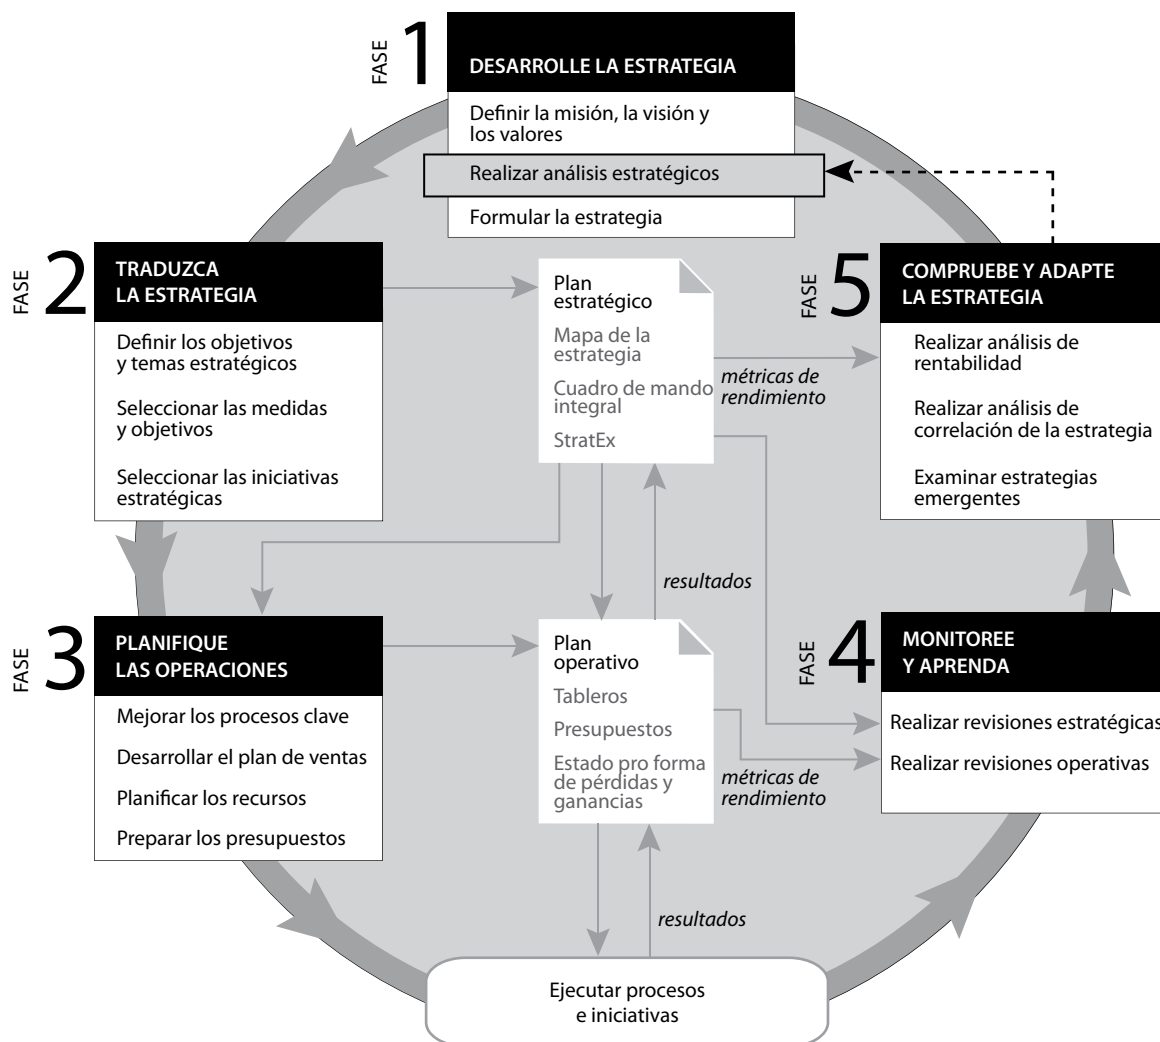 FASE 1
DESARROLLE LA ESTRATEGIA
Definir la misión, la visión y
los valores
Realizar análisis estratégicos
Formular la estrategia
FASE 2
TRADUZCA
LA ESTRATEGIA
Definir los objetivos
y temas estratégicos
Seleccionar las medidas
y objetivos
Seleccionar las iniciativas
estratégicas
Plan
estratégico
Mapa de la
estrategia
Cuadro de mando
integral
StratEx
métricas de
rendimiento
FASE 5
COMPRUEBE Y ADAPTE
LA ESTRATEGIA
Realizar análisis de
rentabilidad
Realizar análisis de
correlación de la estrategia
Examinar estrategias
emergentes
resultados
FASE 3
PLANIFIQUE
LAS OPERACIONES
Mejorar los procesos clave
Desarrollar el plan de ventas
Planificar los recursos
Preparar los presupuestos
Plan
operativo
Tableros
Presupuestos
Estado pro forma
de pérdidas y
ganancias
métricas de
rendimiento
FASE 4
MONITOREE
Y APRENDA
Realizar revisiones estratégicas
Realizar revisiones operativas
resultados
Ejecutar procesos
e iniciativas